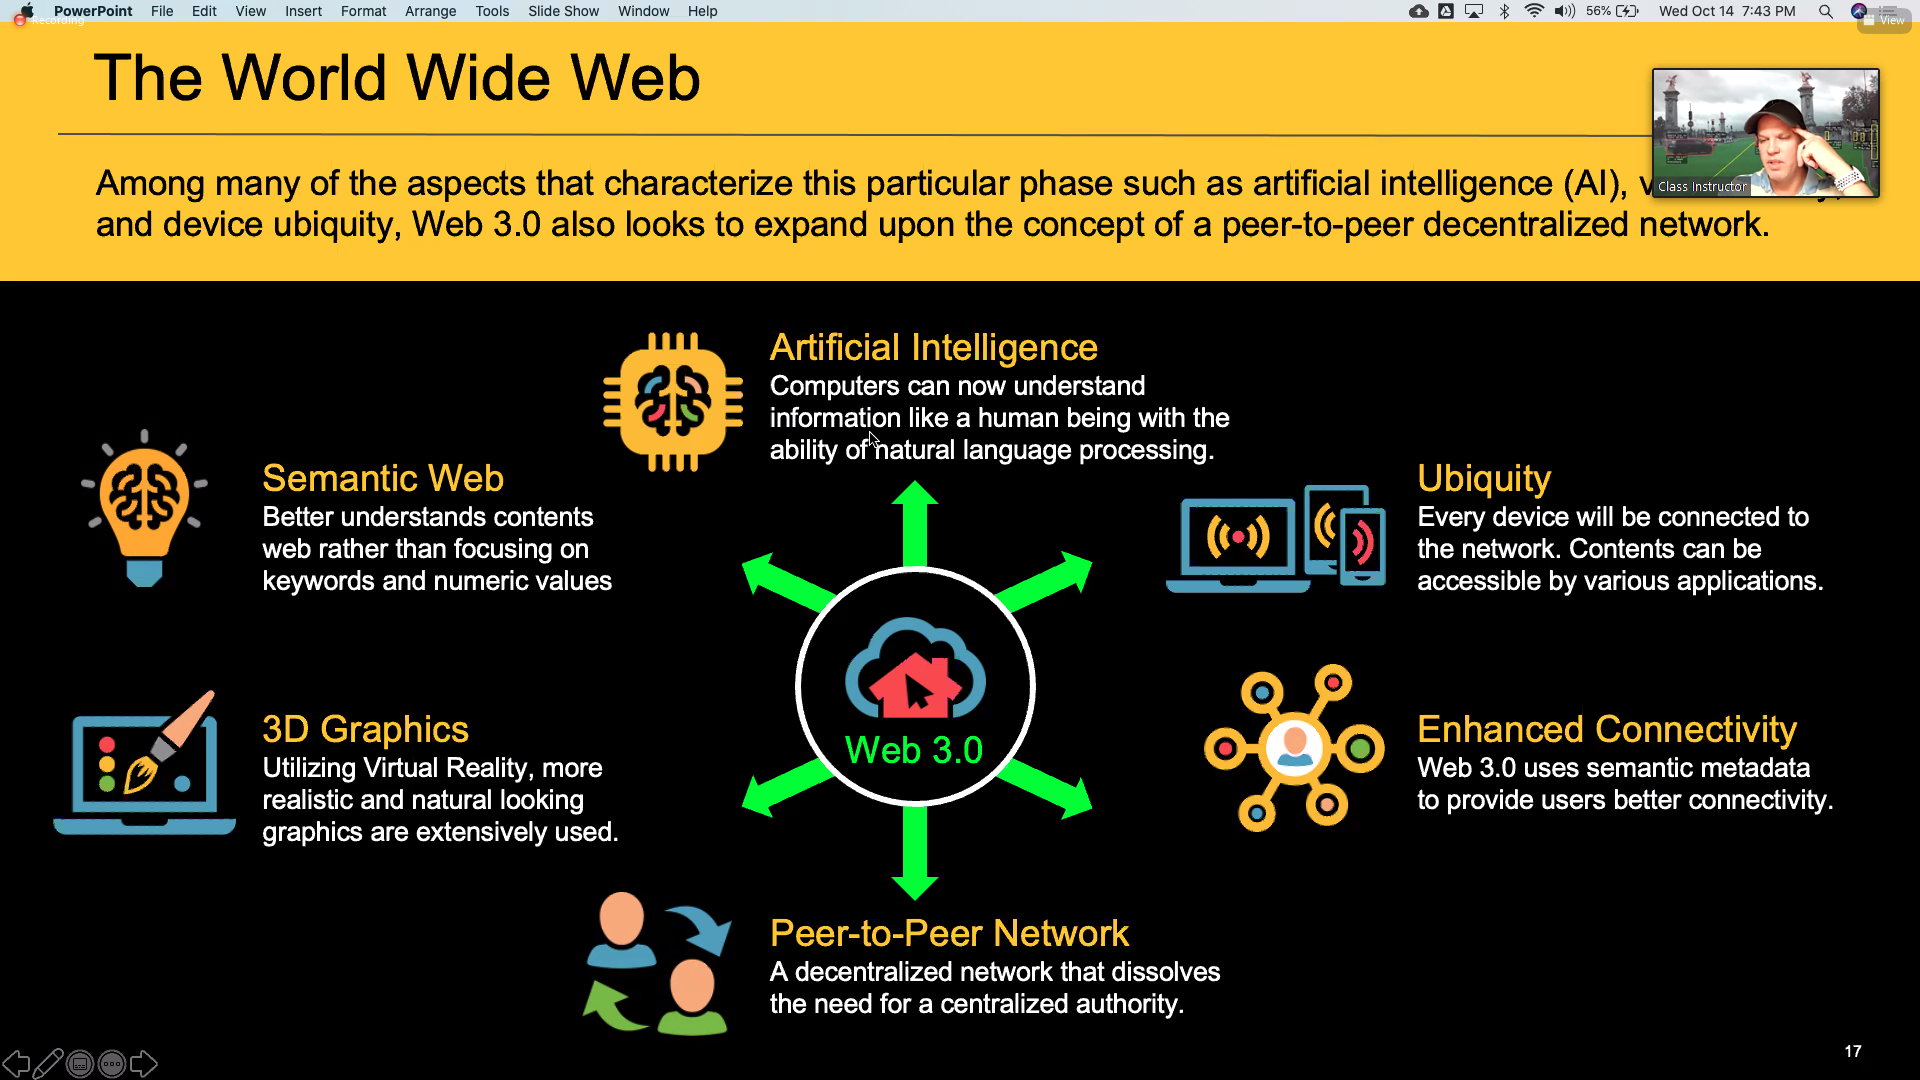 PowerPoint File Edit View Insert Format Arrange Tools Slide Show Window Help 56% Wed Oct 14 7:43 PM
Recording
View
The World Wide Web
Among many of the aspects that characterize this particular phase such as artificial intelligence (AI),
and device ubiquity, Web 3.0 also looks to expand upon the concept of a peer-to-peer decentralized network.
Class Instructor
Artificial Intelligence
Computers can now understand
information like a human being with the
ability of natural language processing.
Semantic Web
Better understands contents
web rather than focusing on
keywords and numeric values
Ubiquity
Every device will be connected to
the network. Contents can be
accessible by various applications.
Web 3.0
3D Graphics
Utilizing Virtual Reality, more
realistic and natural looking
graphics are extensively used.
Enhanced Connectivity
Web 3.0 uses semantic metadata
to provide users better connectivity.
Peer-to-Peer Network
A decentralized network that dissolves
the need for a centralized authority.
17